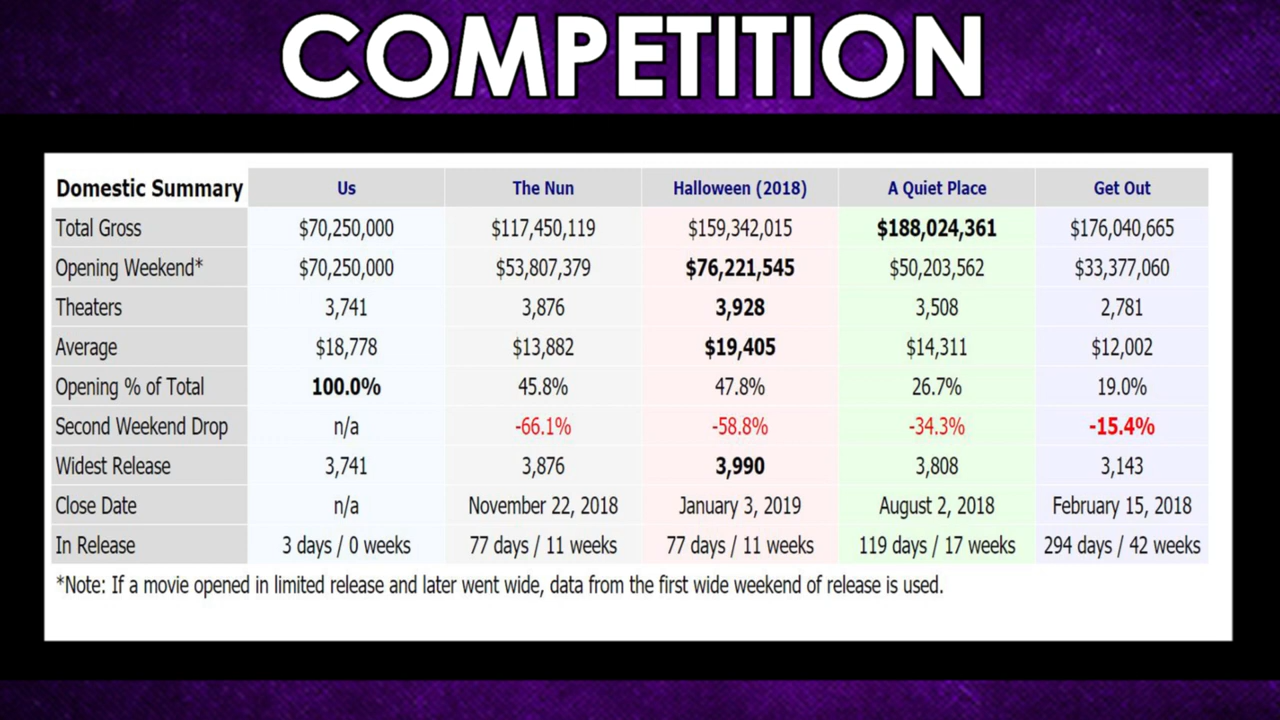 COMPETITION
Domestic Summary Us The Nun Halloween (2018) A Quiet Place Get Out
Total Gross $70,250,000 $117,450,119 $159,342,015 $188,024,361 $176,040,665
Opening Weekend* $70,250,000 $53,807,379 $76,221,545 $50,203,562 $33,377,060
Theaters 3,741 3,876 3,928 3,508 2,781
Average $18,778 $13,882 $19,405 $14,311 $12,002
Opening % of Total 100.0% 45.8% 47.8% 26.7% 19.0%
Second Weekend Drop n/a -66.1% -58.8% -34.3% -15.4%
Widest Release 3,741 3,876 3,990 3,808 3,143
Close Date n/a November 22, 2018 January 3, 2019 August 2, 2018 February 15, 2018
In Release 3 days / 0 weeks 77 days / 11 weeks 77 days / 11 weeks 119 days / 17 weeks 294 days / 42 weeks
*Note: If a movie opened in limited release and later went wide, data from the first wide weekend of release is used.